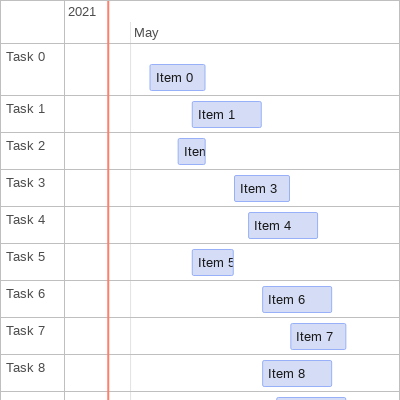 2021
May
Task 0
Item 0
Task 1
Item 1
Task 2
Iten
Task 3
Item 3
Task 4
Item 4
Task 5
Item 5
Task 6
Item 6
Task 7
Item 7
Task 8
Item 8